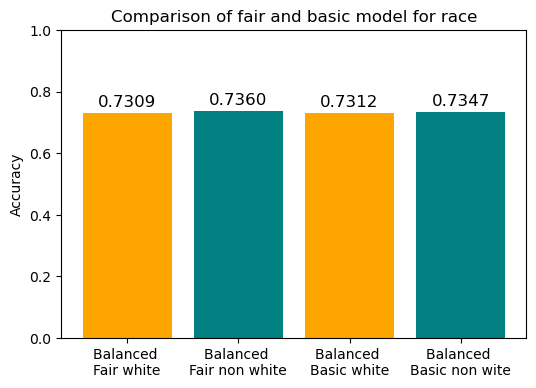 Comparison of fair and basic model for race
Accuracy
1.0
0.8
0.6
0.4
0.2
0.0
0.7309
0.7360
0.7312
0.7347
Balanced
Fair white
Balanced
Fair non white
Balanced
Basic white
Balanced
Basic non wite